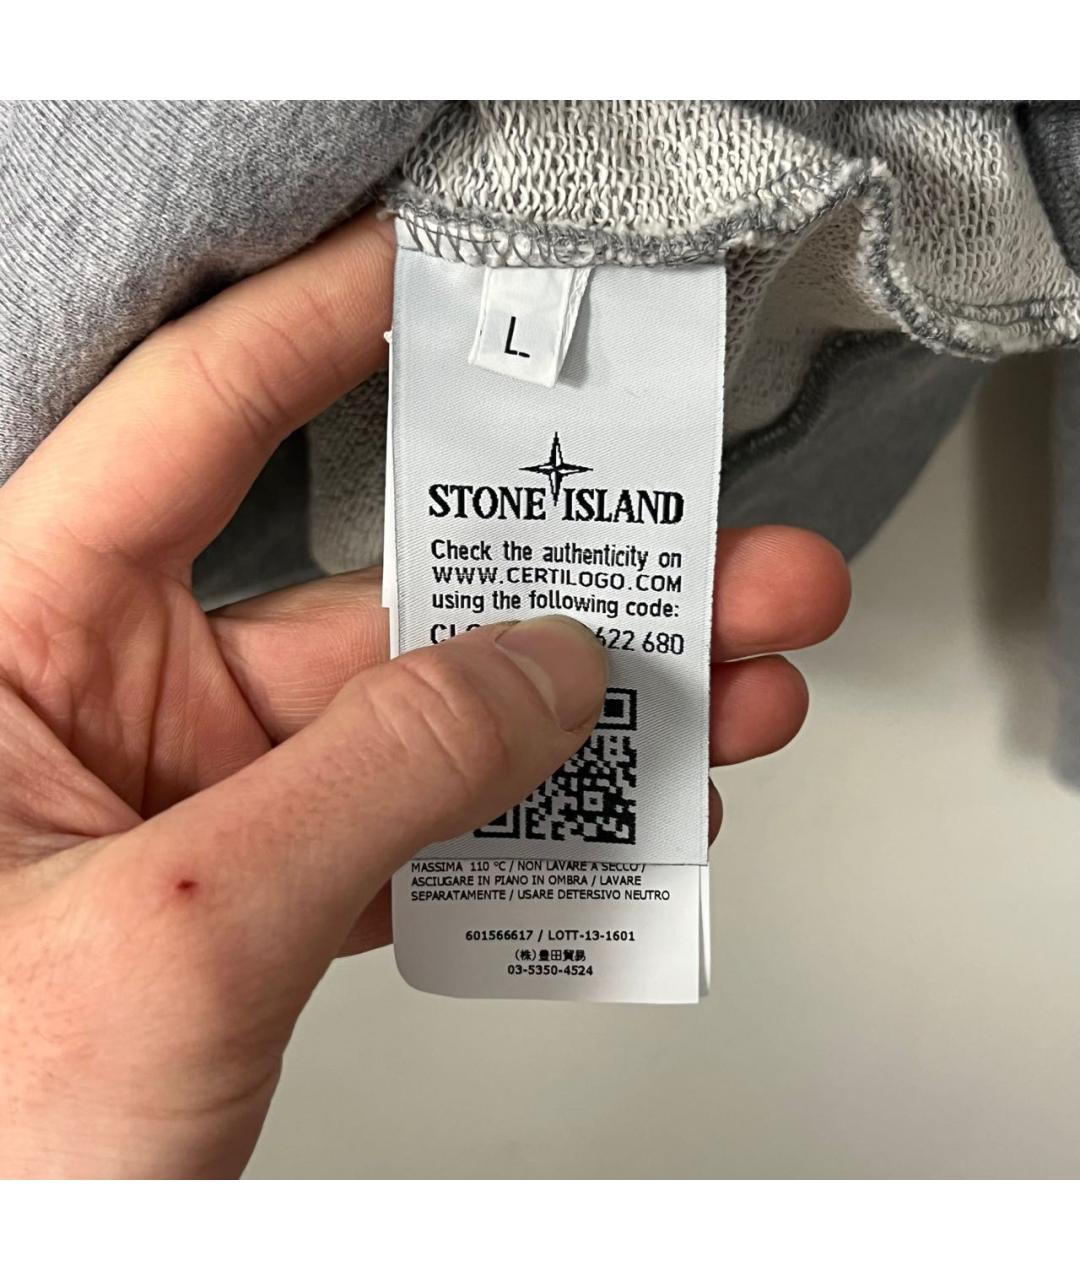 L
STONE ISLAND
Check the authenticity on
WWW.CERTILOGO.COM
using the following code:
622 680
MASSIMA 110 °C / NON LAVARE A SECCO /
ASCIUGARE IN PIANO IN OMBRA / LAVARE
SEPARATAMENTE / USARE DETERSIVO NEUTRO
601566617 / LOTT-13-1601
(株)豊田貿易
03-5350-4524